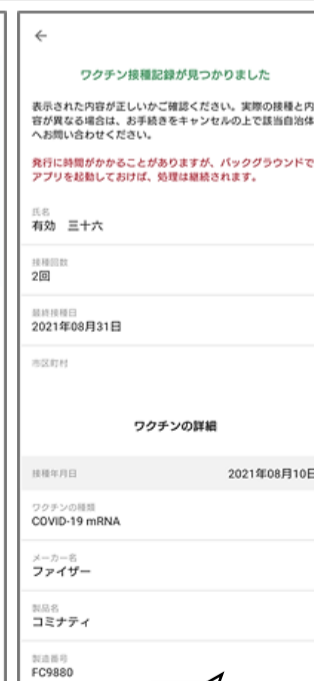 ワクチン接種記録が見つかりました
表示された内容が正しいかご確認ください。実際の接種と内
容が異なる場合は、お手続きをキャンセルの上で該当自治体
へお問い合わせください。
発行に時間がかかることがありますが、バックグラウンドで
アプリを起動しておけば、処理は継続されます。
氏名
有効 三十六
接種回数
2回
最終接種日
2021年08月31日
市区町村
ワクチンの詳細
接種年月日 2021年08月10日
ワクチンの種類
COVID-19 mRNA
メーカー名
ファイザー
製品名
コミナティ
製造番号
FC9880